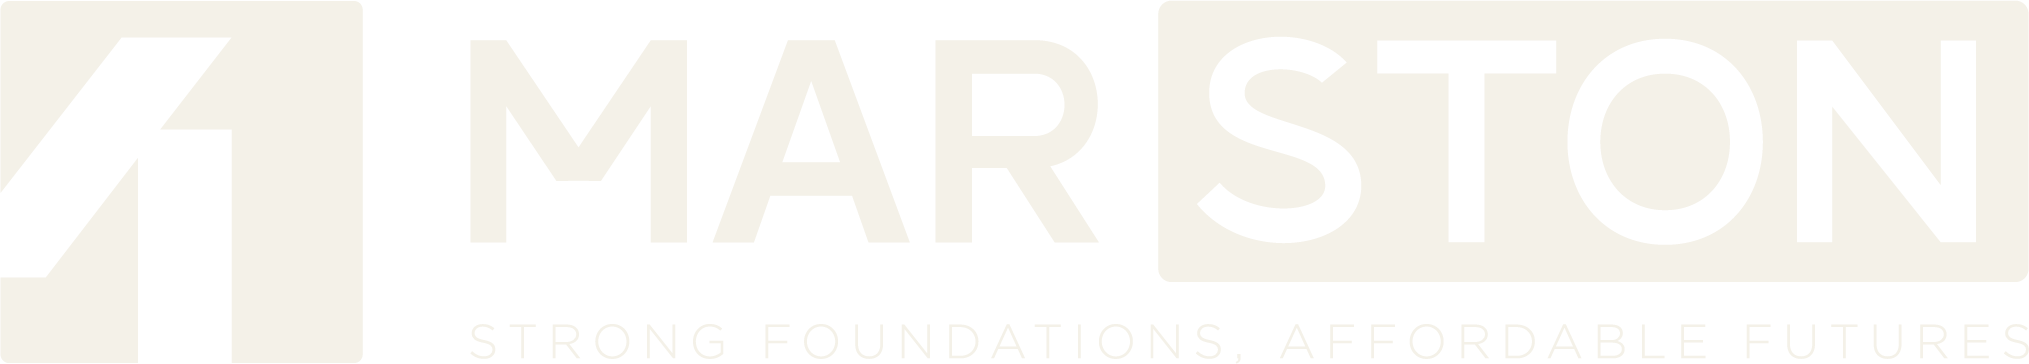 MARSTON
STRONG FOUNDATIONS, AFFORDABLE FUTURES